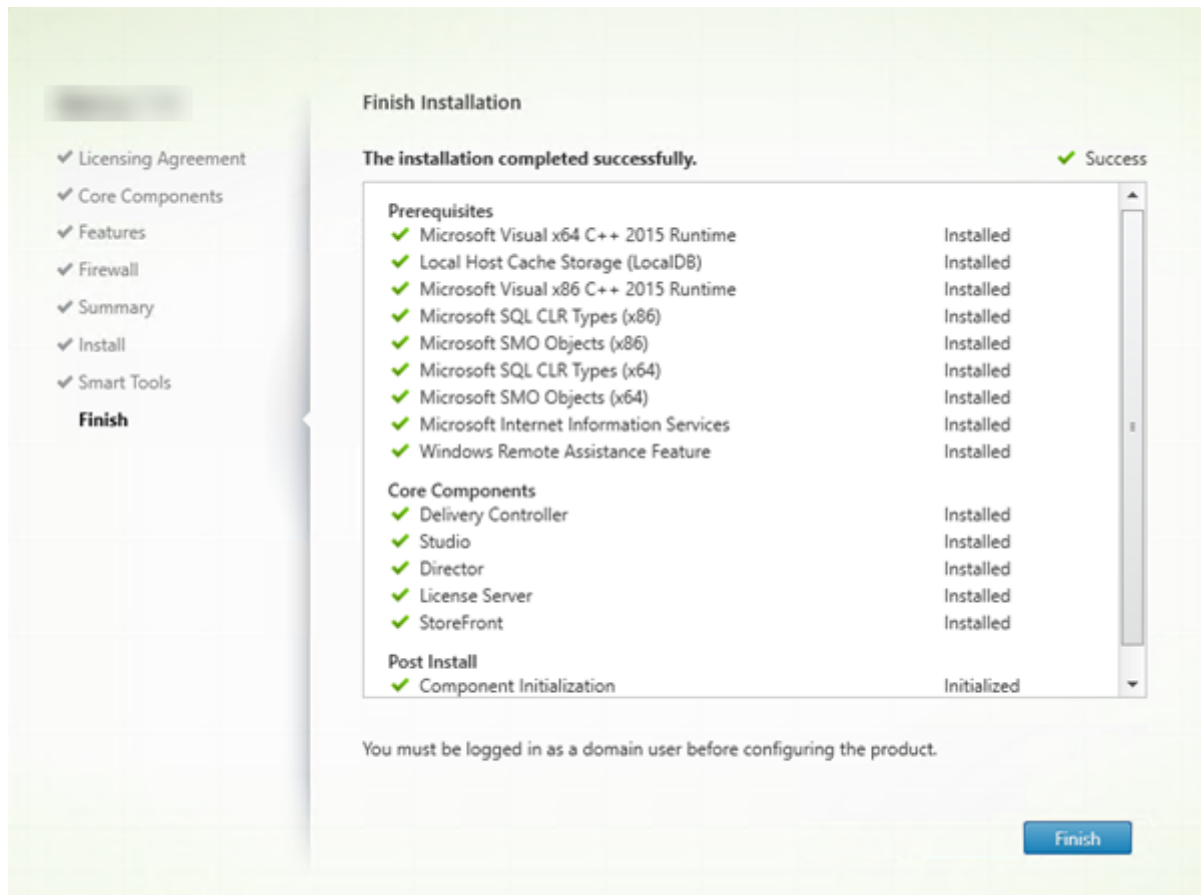 Finish Installation
Licensing Agreement
Core Components
Features
Firewall
Summary
Install
Smart Tools
Finish
The installation completed successfully. Success
Prerequisites
Microsoft Visual x64 C++ 2015 Runtime Installed
Local Host Cache Storage (LocalDB) Installed
Microsoft Visual x86 C++ 2015 Runtime Installed
Microsoft SQL CLR Types (x86) Installed
Microsoft SMO Objects (x86) Installed
Microsoft SQL CLR Types (x64) Installed
Microsoft SMO Objects (x64) Installed
Microsoft Internet Information Services Installed
Windows Remote Assistance Feature Installed
Core Components
Delivery Controller Installed
Studio Installed
Director Installed
License Server Installed
StoreFront Installed
Post Install
Component Initialization Initialized
You must be logged in as a domain user before configuring the product.
Finish